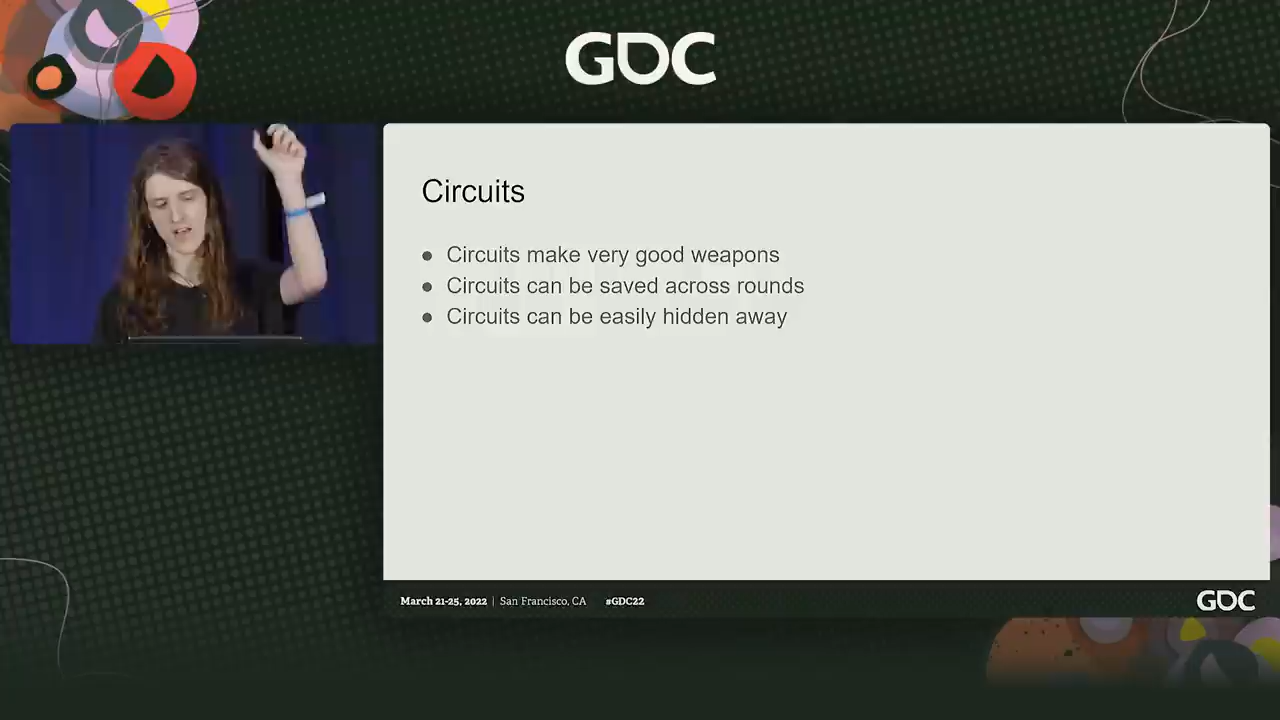 GDC
Circuits
● Circuits make very good weapons
● Circuits can be saved across rounds
● Circuits can be easily hidden away
March 21-25, 2022 | San Francisco, CA #GDC22
GDC